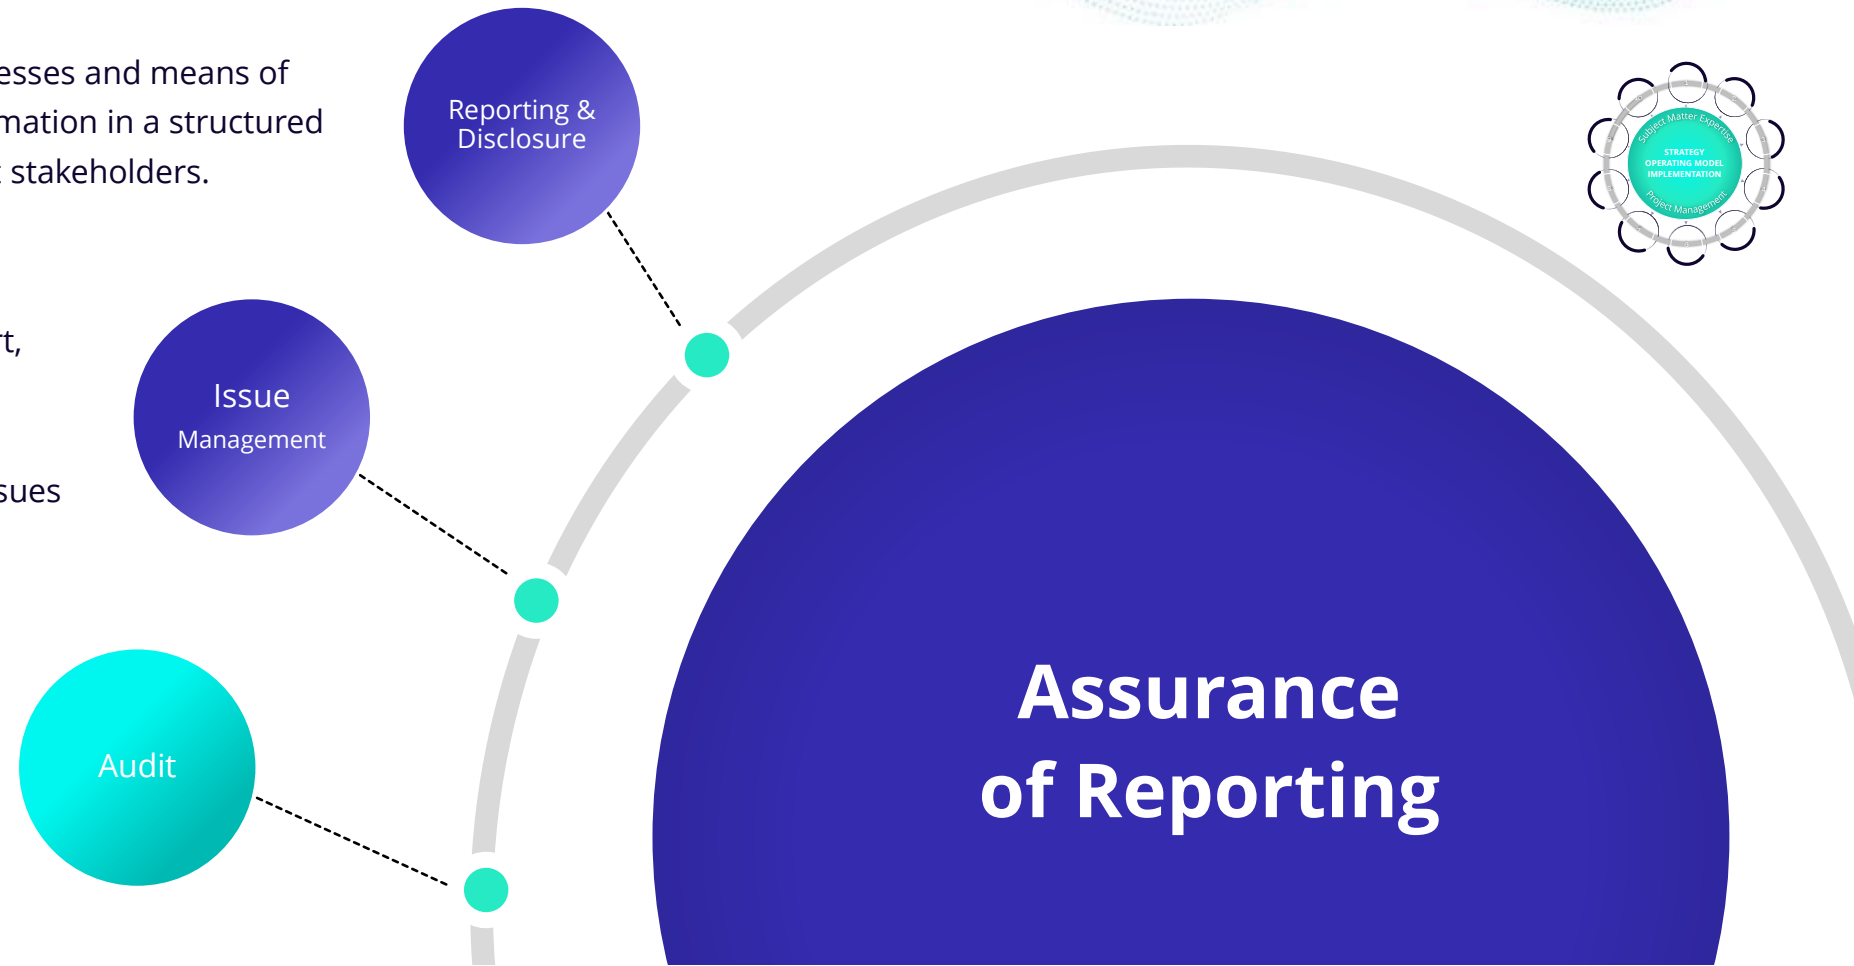 esses and means of
mation in a structured
stakeholders.
Reporting &
Disclosure
Subject Matter Expertise
STRATEGY
OPERATING MODEL
IMPLEMENTATION
Project Management
rt,
Issue
Management
sues
Audit
Assurance
of Reporting